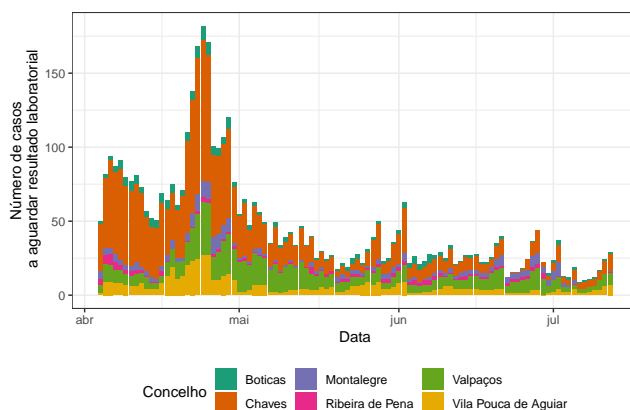 Número de casos
a aguardar resultado laboratorial
150
100
50
0
abr mai jun jul
Data
Concelho
Boticas Montalegre Valpaços
Chaves Ribeira de Pena Vila Pouca de Aguiar